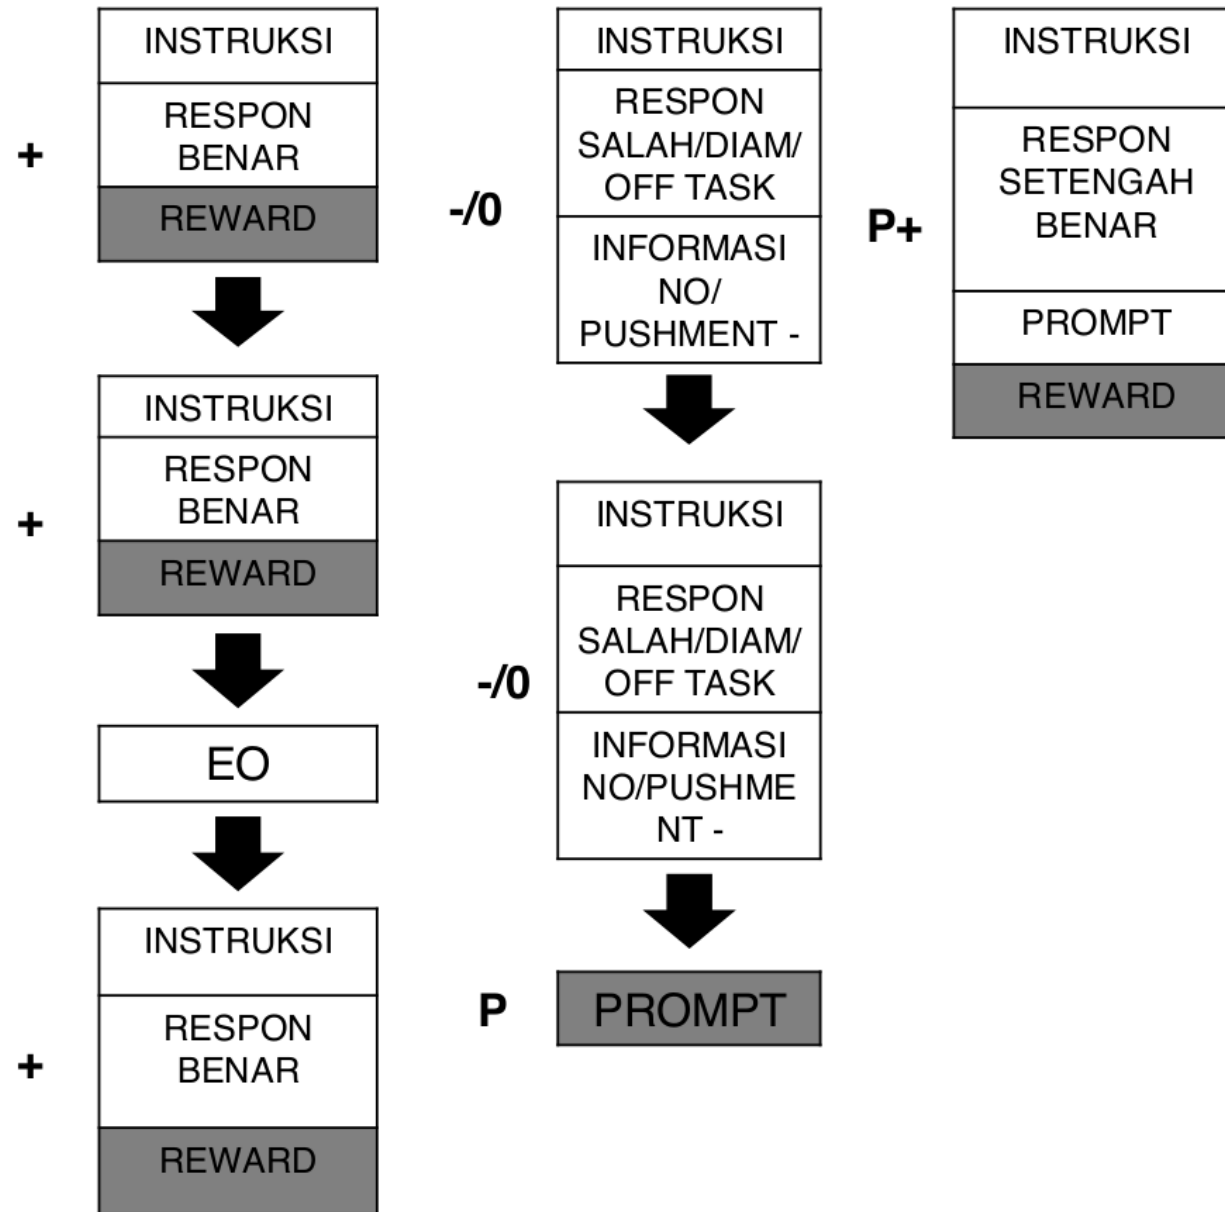 +
INSTRUKSI
RESPON
BENAR
REWARD
+
INSTRUKSI
RESPON
BENAR
REWARD
EO
+
INSTRUKSI
RESPON
BENAR
REWARD
-/0
INSTRUKSI
RESPON
SALAH/DIAM/
OFF TASK
INFORMASI
NO/
PUSHMENT -
-/0
INSTRUKSI
RESPON
SALAH/DIAM/
OFF TASK
INFORMASI
NO/PUSHME
NT -
P
PROMPT
P+
INSTRUKSI
RESPON
SETENGAH
BENAR
PROMPT
REWARD